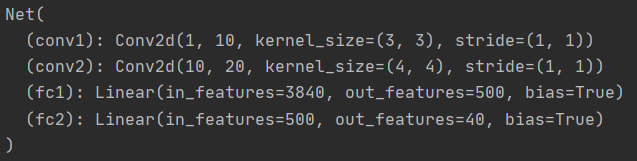 Net(
  (conv1): Conv2d(1, 10, kernel_size=(3, 3), stride=(1, 1))
  (conv2): Conv2d(10, 20, kernel_size=(4, 4), stride=(1, 1))
  (fc1): Linear(in_features=3840, out_features=500, bias=True)
  (fc2): Linear(in_features=500, out_features=40, bias=True)
)